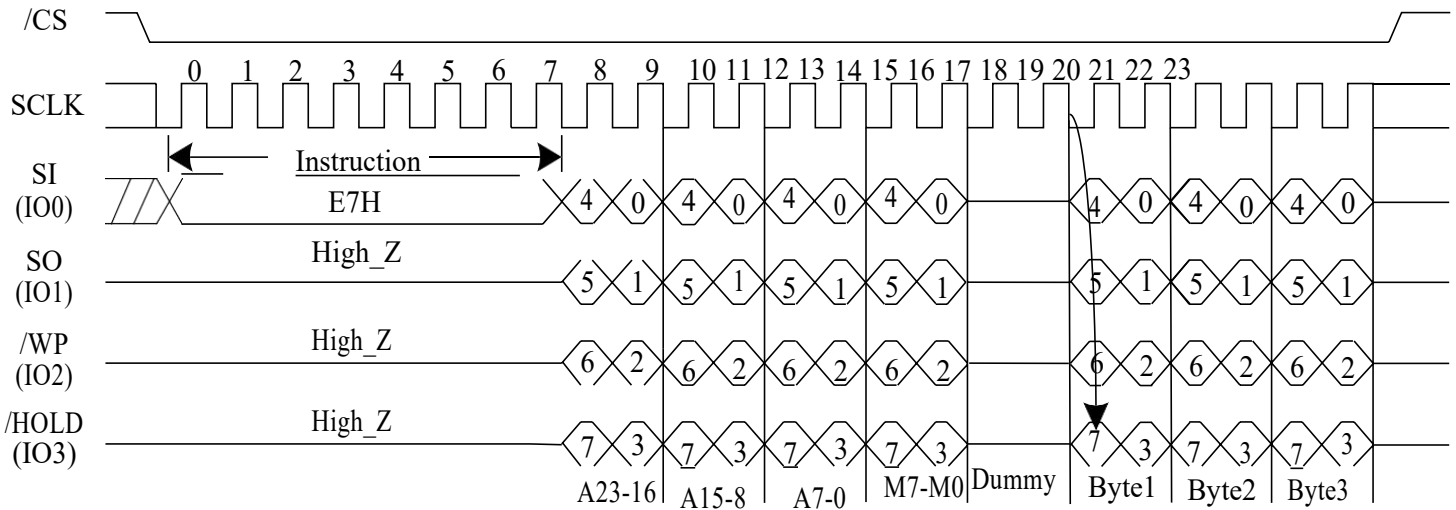 /CS
0 1 2 3 4 5 6 7 8 9 10 11 12 13 14 15 16 17 18 19 20 21 22 23
SCLK
Instruction
SI
(IO0)
E7H
4 0 4 0 4 0 4 0 4 0 4 0 4 0
SO
(IO1)
High_Z
5 1 5 1 5 1 5 1 5 1 5 1 5 1
/WP
(IO2)
High_Z
6 2 6 2 6 2 6 2 6 2 6 2 6 2
/HOLD
(IO3)
High_Z
7 3 7 3 7 3 7 3 7 3 7 3 7 3
A23-16 A15-8 A7-0 M7-M0 Dummy Byte1 Byte2 Byte3